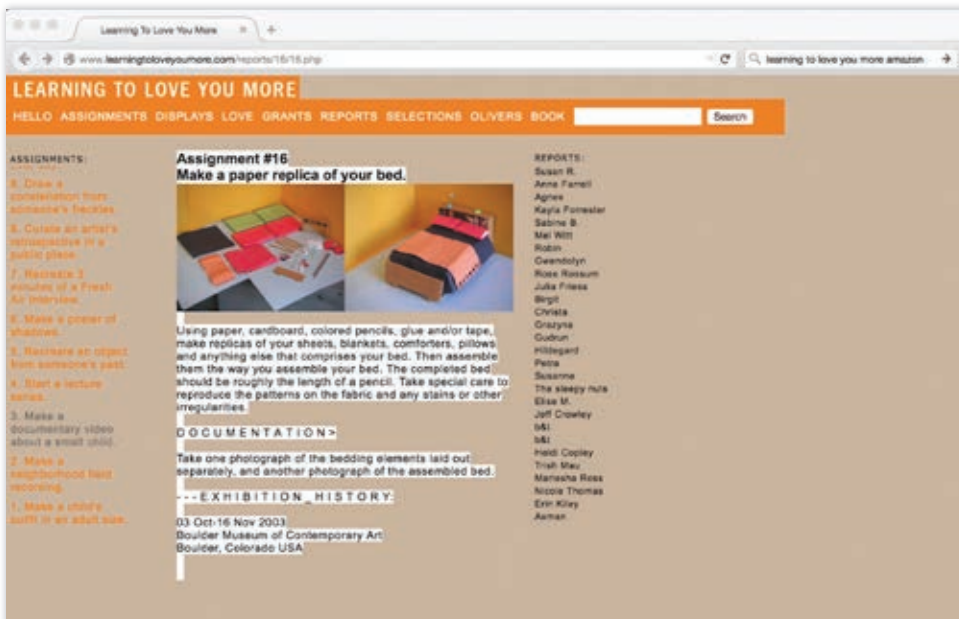 Learning To Love You More
www.learningtoloveyoumore.com/reports/16/16.php
learning to love you more amazon
LEARNING TO LOVE YOU MORE
HELLO ASSIGNMENTS DISPLAYS LOVE GRANTS REPORTS SELECTIONS OLIVERS BOOK
Search
ASSIGNMENTS:
Draw a
constellation from
someone's freckles
Curate an artist's
retrospective in a
public place
7. Recreate 3
minutes of a Fresh
Air interview.
6. Make a poster of
shadows.
5. Recreate an object
from someone's past.
4. Start a lecture
series.
3. Make a
documentary video
about a small child.
2. Make a
neighborhood field
recording.
1. Make a child's
outfit in an adult size.
Assignment #16
Make a paper replica of your bed.
Using paper, cardboard, colored pencils, glue and/or tape,
make replicas of your sheets, blankets, comforters, pillows
and anything else that comprises your bed. Then assemble
them the way you assemble your bed. The completed bed
should be roughly the length of a pencil. Take special care to
reproduce the patterns on the fabric and any stains or other
irregularities.
D O C U M E N T A T I O N >
Take one photograph of the bedding elements laid out
separately, and another photograph of the assembled bed.
- - - E X H I B I T I O N _ H I S T O R Y:
03 Oct-16 Nov 2003
Boulder Museum of Contemporary Art
Boulder, Colorado USA
REPORTS:
Susan R.
Anne Farrell
Agnes
Kayla Forrester
Sabine B.
Mel Witt
Robin
Gwendolyn
Rose Rossum
Julia Friess
Birgit
Christa
Grazyna
Gudrun
Hildegard
Petra
Susanne
The sleepy nuts
Elise M.
Jeff Crowley
b&l
b&l
Heidi Copley
Trish Mau
Ross
Nicole Thomas
Erin Kiley